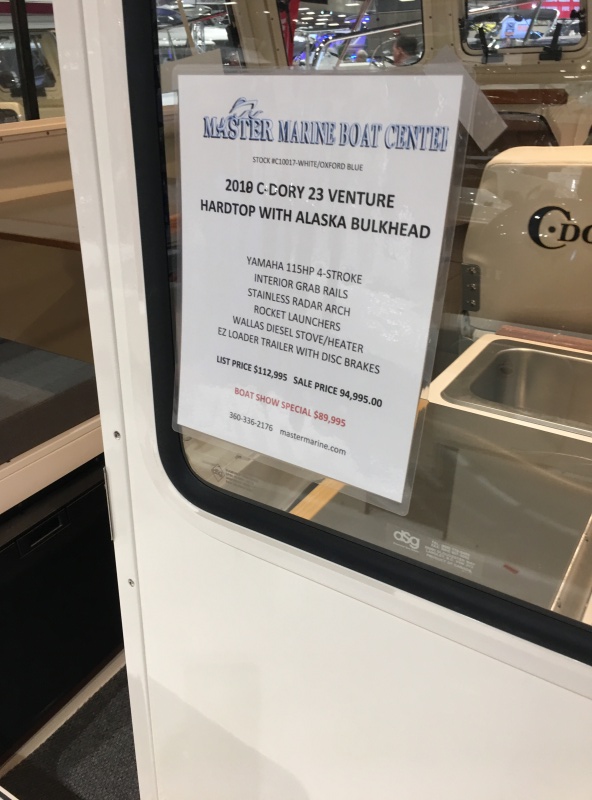 MASTER MARINE BOAT CENTER
STOCK #C10017-WHITE/OXFORD BLUE
2019 C-DORY 23 VENTURE
HARDTOP WITH ALASKA BULKHEAD
YAMAHA 115HP 4-STROKE
INTERIOR GRAB RAILS
STAINLESS RADAR ARCH
ROCKET LAUNCHERS
WALLAS DIESEL STOVE/HEATER
EZ LOADER TRAILER WITH DISC BRAKES
LIST PRICE $112,995 SALE PRICE 94,995.00
BOAT SHOW SPECIAL $89,995
360-336-2176 mastermarine.com
C-DO
dsg